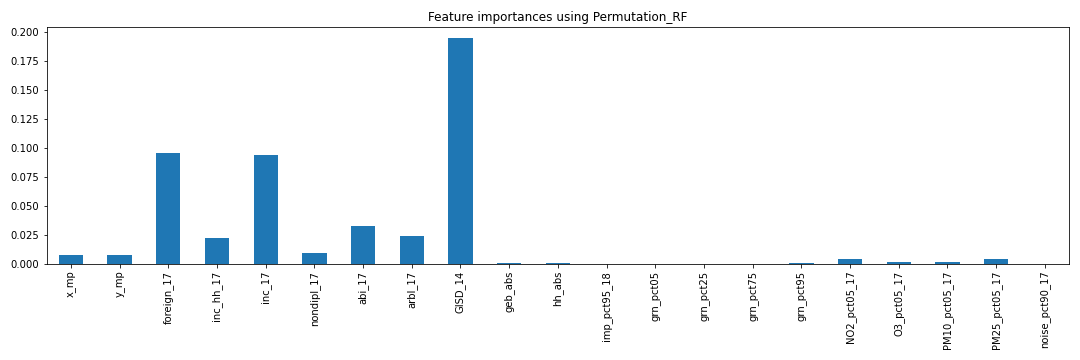 Feature importances using Permutation_RF
0.200
0.175
0.150
0.125
0.100
0.075
0.050
0.025
0.000
x_mp
y_mp
foreign_17
inc_hh_17
inc_17
nondipl_17
abi_17
arbl_17
GISD_14
geb_abs
hh_abs
imp_pct95_18
grn_pct05
grn_pct25
grn_pct75
grn_pct95
NO2_pct05_17
O3_pct05_17
PM10_pct05_17
PM25_pct05_17
noise_pct90_17